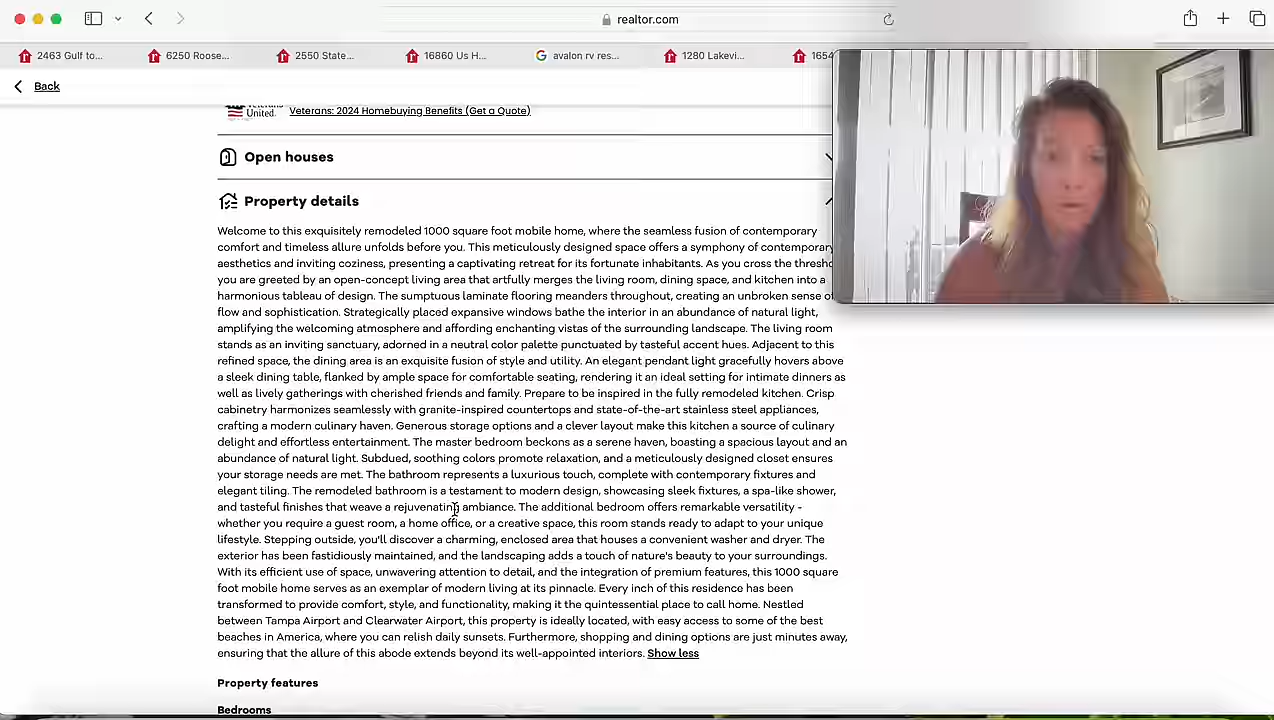 realtor.com
2463 Gulf to...
6250 Roose...
2550 State...
16860 Us H...
avalon rv res...
1280 Lakevi...
1654
Back
Veterans United.
Veterans: 2024 Homebuying Benefits (Get a Quote)
Open houses
Property details
Welcome to this exquisitely remodeled 1000 square foot mobile home, where the seamless fusion of contemporary
comfort and timeless allure unfolds before you. This meticulously designed space offers a symphony of contemporary
aesthetics and inviting coziness, presenting a captivating retreat for its fortunate inhabitants. As you cross the thresho
you are greeted by an open-concept living area that artfully merges the living room, dining space, and kitchen into a
harmonious tableau of design. The sumptuous laminate flooring meanders throughout, creating an unbroken sense of
flow and sophistication. Strategically placed expansive windows bathe the interior in an abundance of natural light,
amplifying the welcoming atmosphere and affording enchanting vistas of the surrounding landscape. The living room
stands as an inviting sanctuary, adorned in a neutral color palette punctuated by tasteful accent hues. Adjacent to this
refined space, the dining area is an exquisite fusion of style and utility. An elegant pendant light gracefully hovers above
a sleek dining table, flanked by ample space for comfortable seating, rendering it an ideal setting for intimate dinners as
well as lively gatherings with cherished friends and family. Prepare to be inspired in the fully remodeled kitchen. Crisp
cabinetry harmonizes seamlessly with granite-inspired countertops and state-of-the-art stainless steel appliances,
crafting a modern culinary haven. Generous storage options and a clever layout make this kitchen a source of culinary
delight and effortless entertainment. The master bedroom beckons as a serene haven, boasting a spacious layout and an
abundance of natural light. Subdued, soothing colors promote relaxation, and a meticulously designed closet ensures
your storage needs are met. The bathroom represents a luxurious touch, complete with contemporary fixtures and
elegant tiling. The remodeled bathroom is a testament to modern design, showcasing sleek fixtures, a spa-like shower,
and tasteful finishes that weave a rejuvenating ambiance. The additional bedroom offers remarkable versatility -
whether you require a guest room, a home office, or a creative space, this room stands ready to adapt to your unique
lifestyle. Stepping outside, you'll discover a charming, enclosed area that houses a convenient washer and dryer. The
exterior has been fastidiously maintained, and the landscaping adds a touch of nature's beauty to your surroundings.
With its efficient use of space, unwavering attention to detail, and the integration of premium features, this 1000 square
foot mobile home serves as an exemplar of modern living at its pinnacle. Every inch of this residence has been
transformed to provide comfort, style, and functionality, making it the quintessential place to call home. Nestled
between Tampa Airport and Clearwater Airport, this property is ideally located, with easy access to some of the best
beaches in America, where you can relish daily sunsets. Furthermore, shopping and dining options are just minutes away,
ensuring that the allure of this abode extends beyond its well-appointed interiors. Show less
Property features
Bedrooms